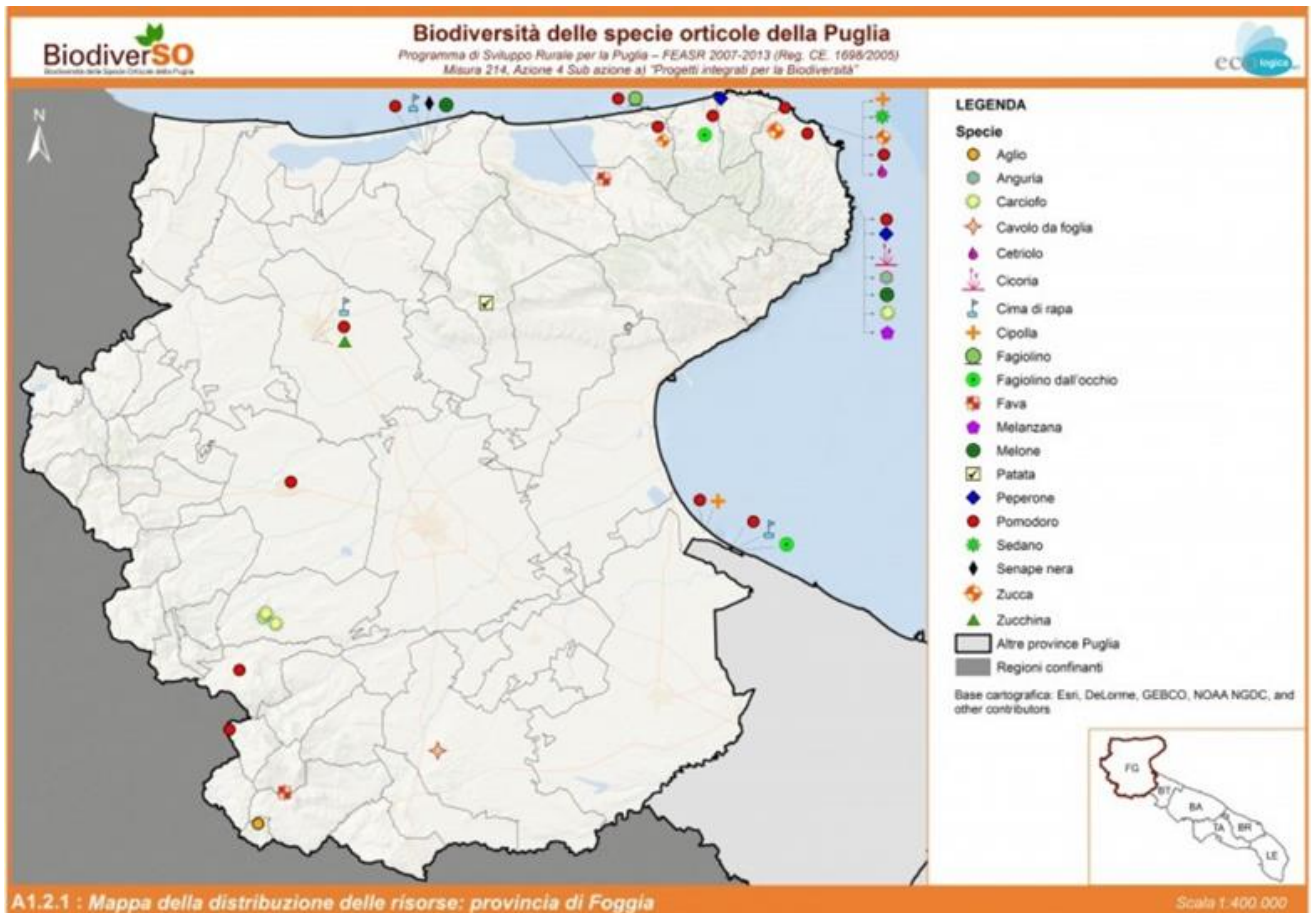 BiodiverSO
Biodiversità delle Specie Orticole della Puglia
Biodiversità delle specie orticole della Puglia
Programma di Sviluppo Rurale per la Puglia – FEASR 2007-2013 (Reg. CE. 1698/2005)
Misura 214, Azione 4 Sub azione a) "Progetti integrati per la Biodiversità"
eco logica
N
LEGENDA
Specie
Aglio
Anguria
Carciofo
Cavolo da foglia
Cetriolo
Cicoria
Cima di rapa
Cipolla
Fagiolino
Fagiolino dall'occhio
Fava
Melanzana
Melone
Patata
Peperone
Pomodoro
Sedano
Senape nera
Zucca
Zucchina
Altre province Puglia
Regioni confinanti
Base cartografica: Esri, DeLorme, GEBCO, NOAA NGDC, and
other contributors
FG
BT
BA
TA
BR
LE
A1.2.1 : Mappa della distribuzione delle risorse: provincia di Foggia
Scala 1:400.000